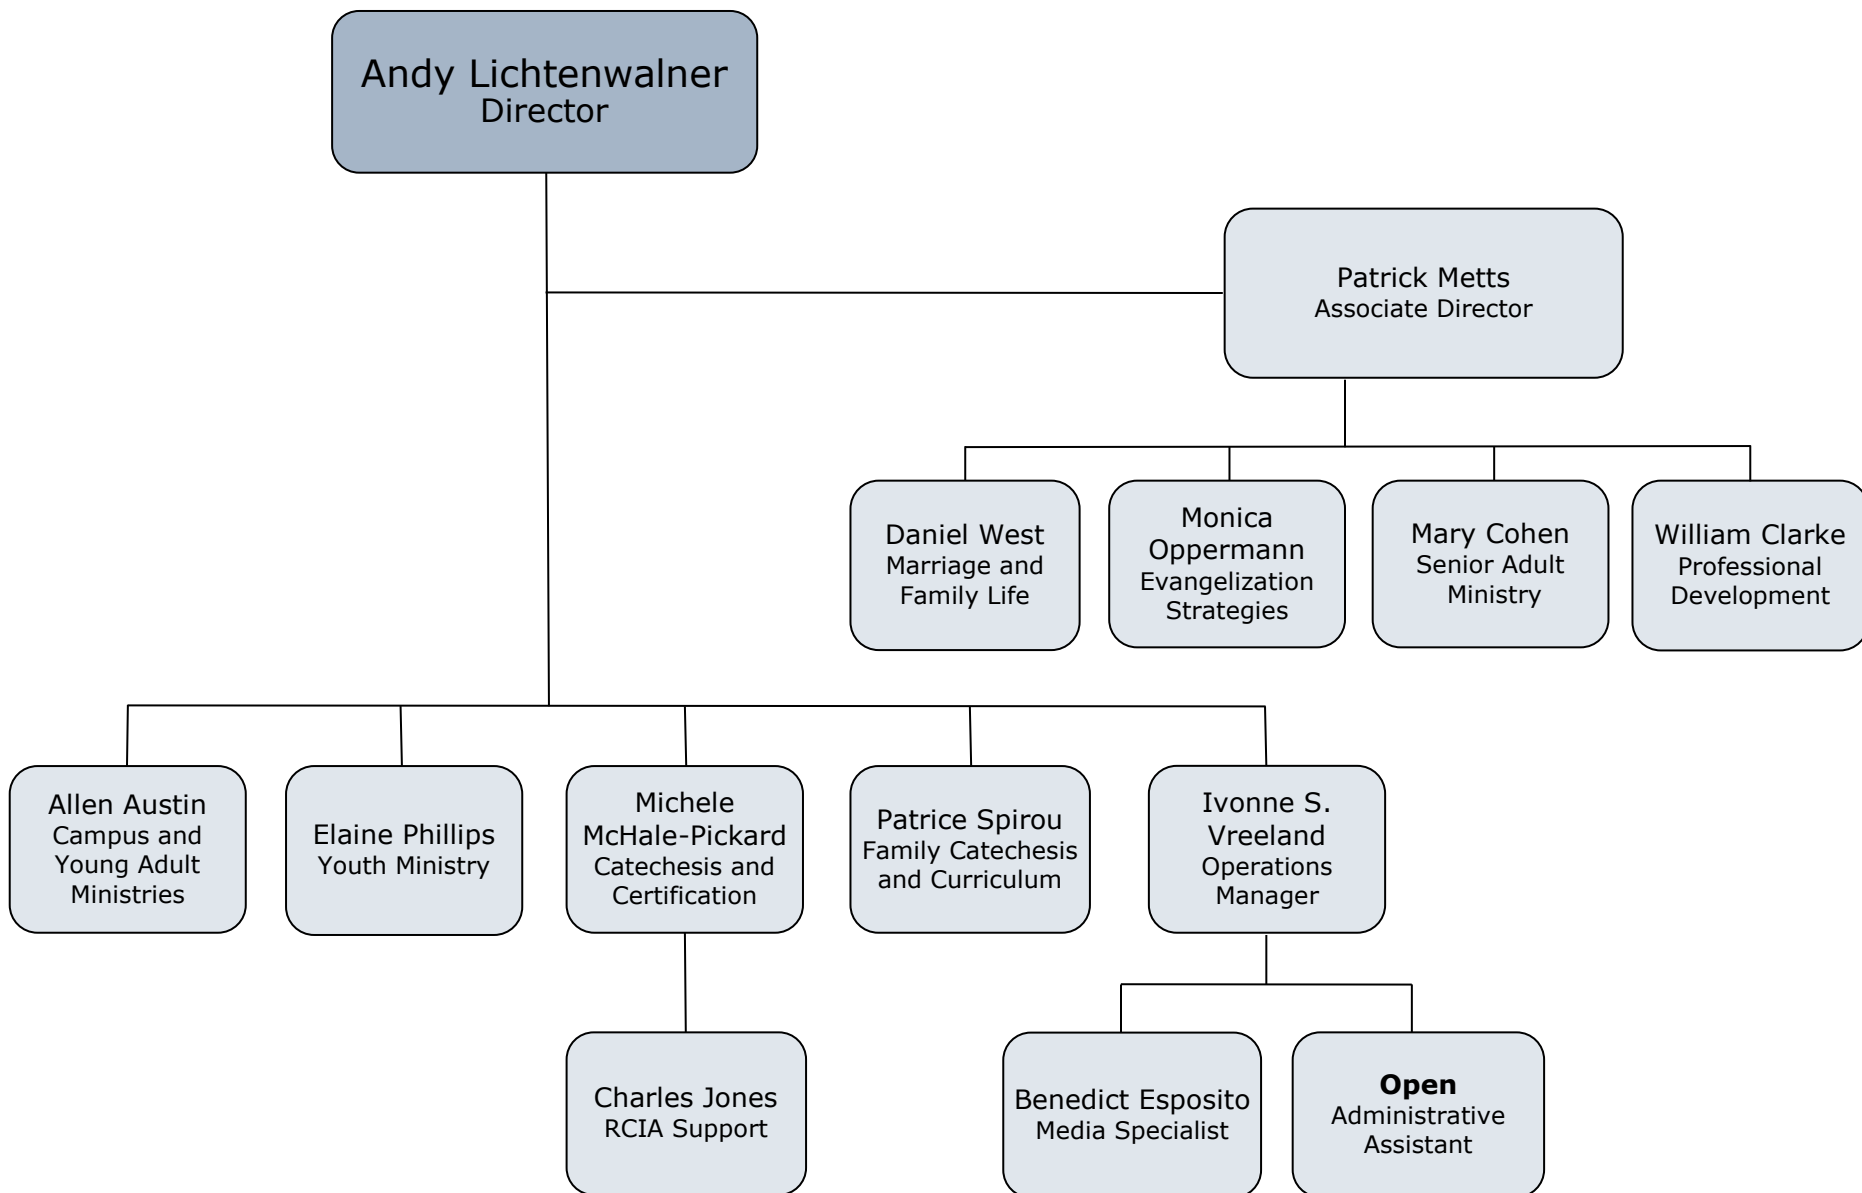 Andy Lichtenwalner
Director
Patrick Metts
Associate Director
Daniel West
Marriage and
Family Life
Monica
Oppermann
Evangelization
Strategies
Mary Cohen
Senior Adult
Ministry
William Clarke
Professional
Development
Allen Austin
Campus and
Young Adult
Ministries
Elaine Phillips
Youth Ministry
Michele
McHale-Pickard
Catechesis and
Certification
Patrice Spirou
Family Catechesis
and Curriculum
Ivonne S.
Vreeland
Operations
Manager
Charles Jones
RCIA Support
Benedict Esposito
Media Specialist
Open
Administrative
Assistant